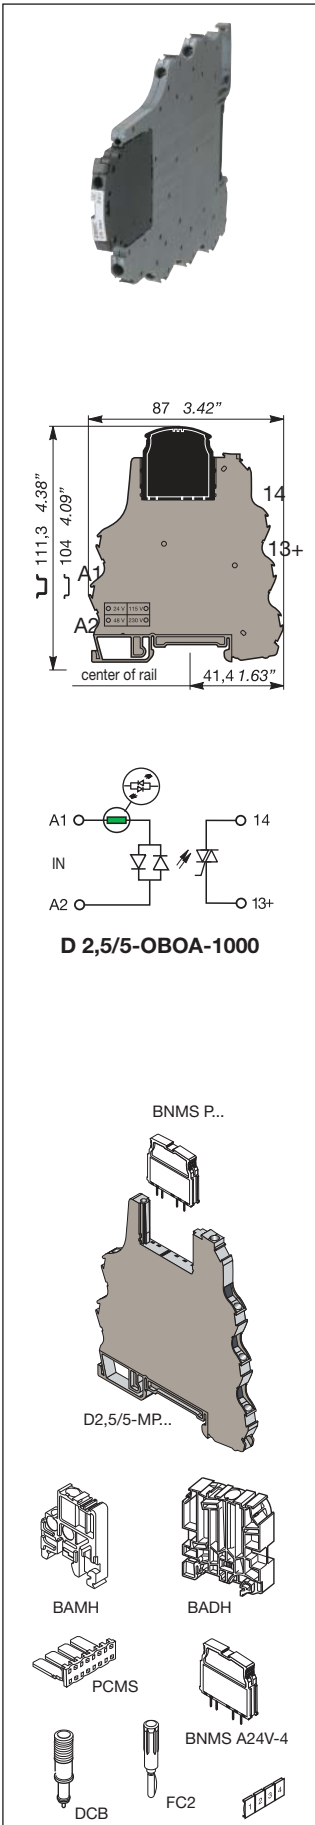 87 3.42”
111,3 4.38”
104 4.09”
14
13+
A1
A2
24 V 115 V
48 V 230 V
center of rail
41,4 1.63”
A1
14
IN
A2
13+
D 2,5/5-OBOA-1000
BNMS P...
D2,5/5-MP...
BAMH
BADH
PCMS
BNMS A24V-4
DCB
FC2
1 2 3 4